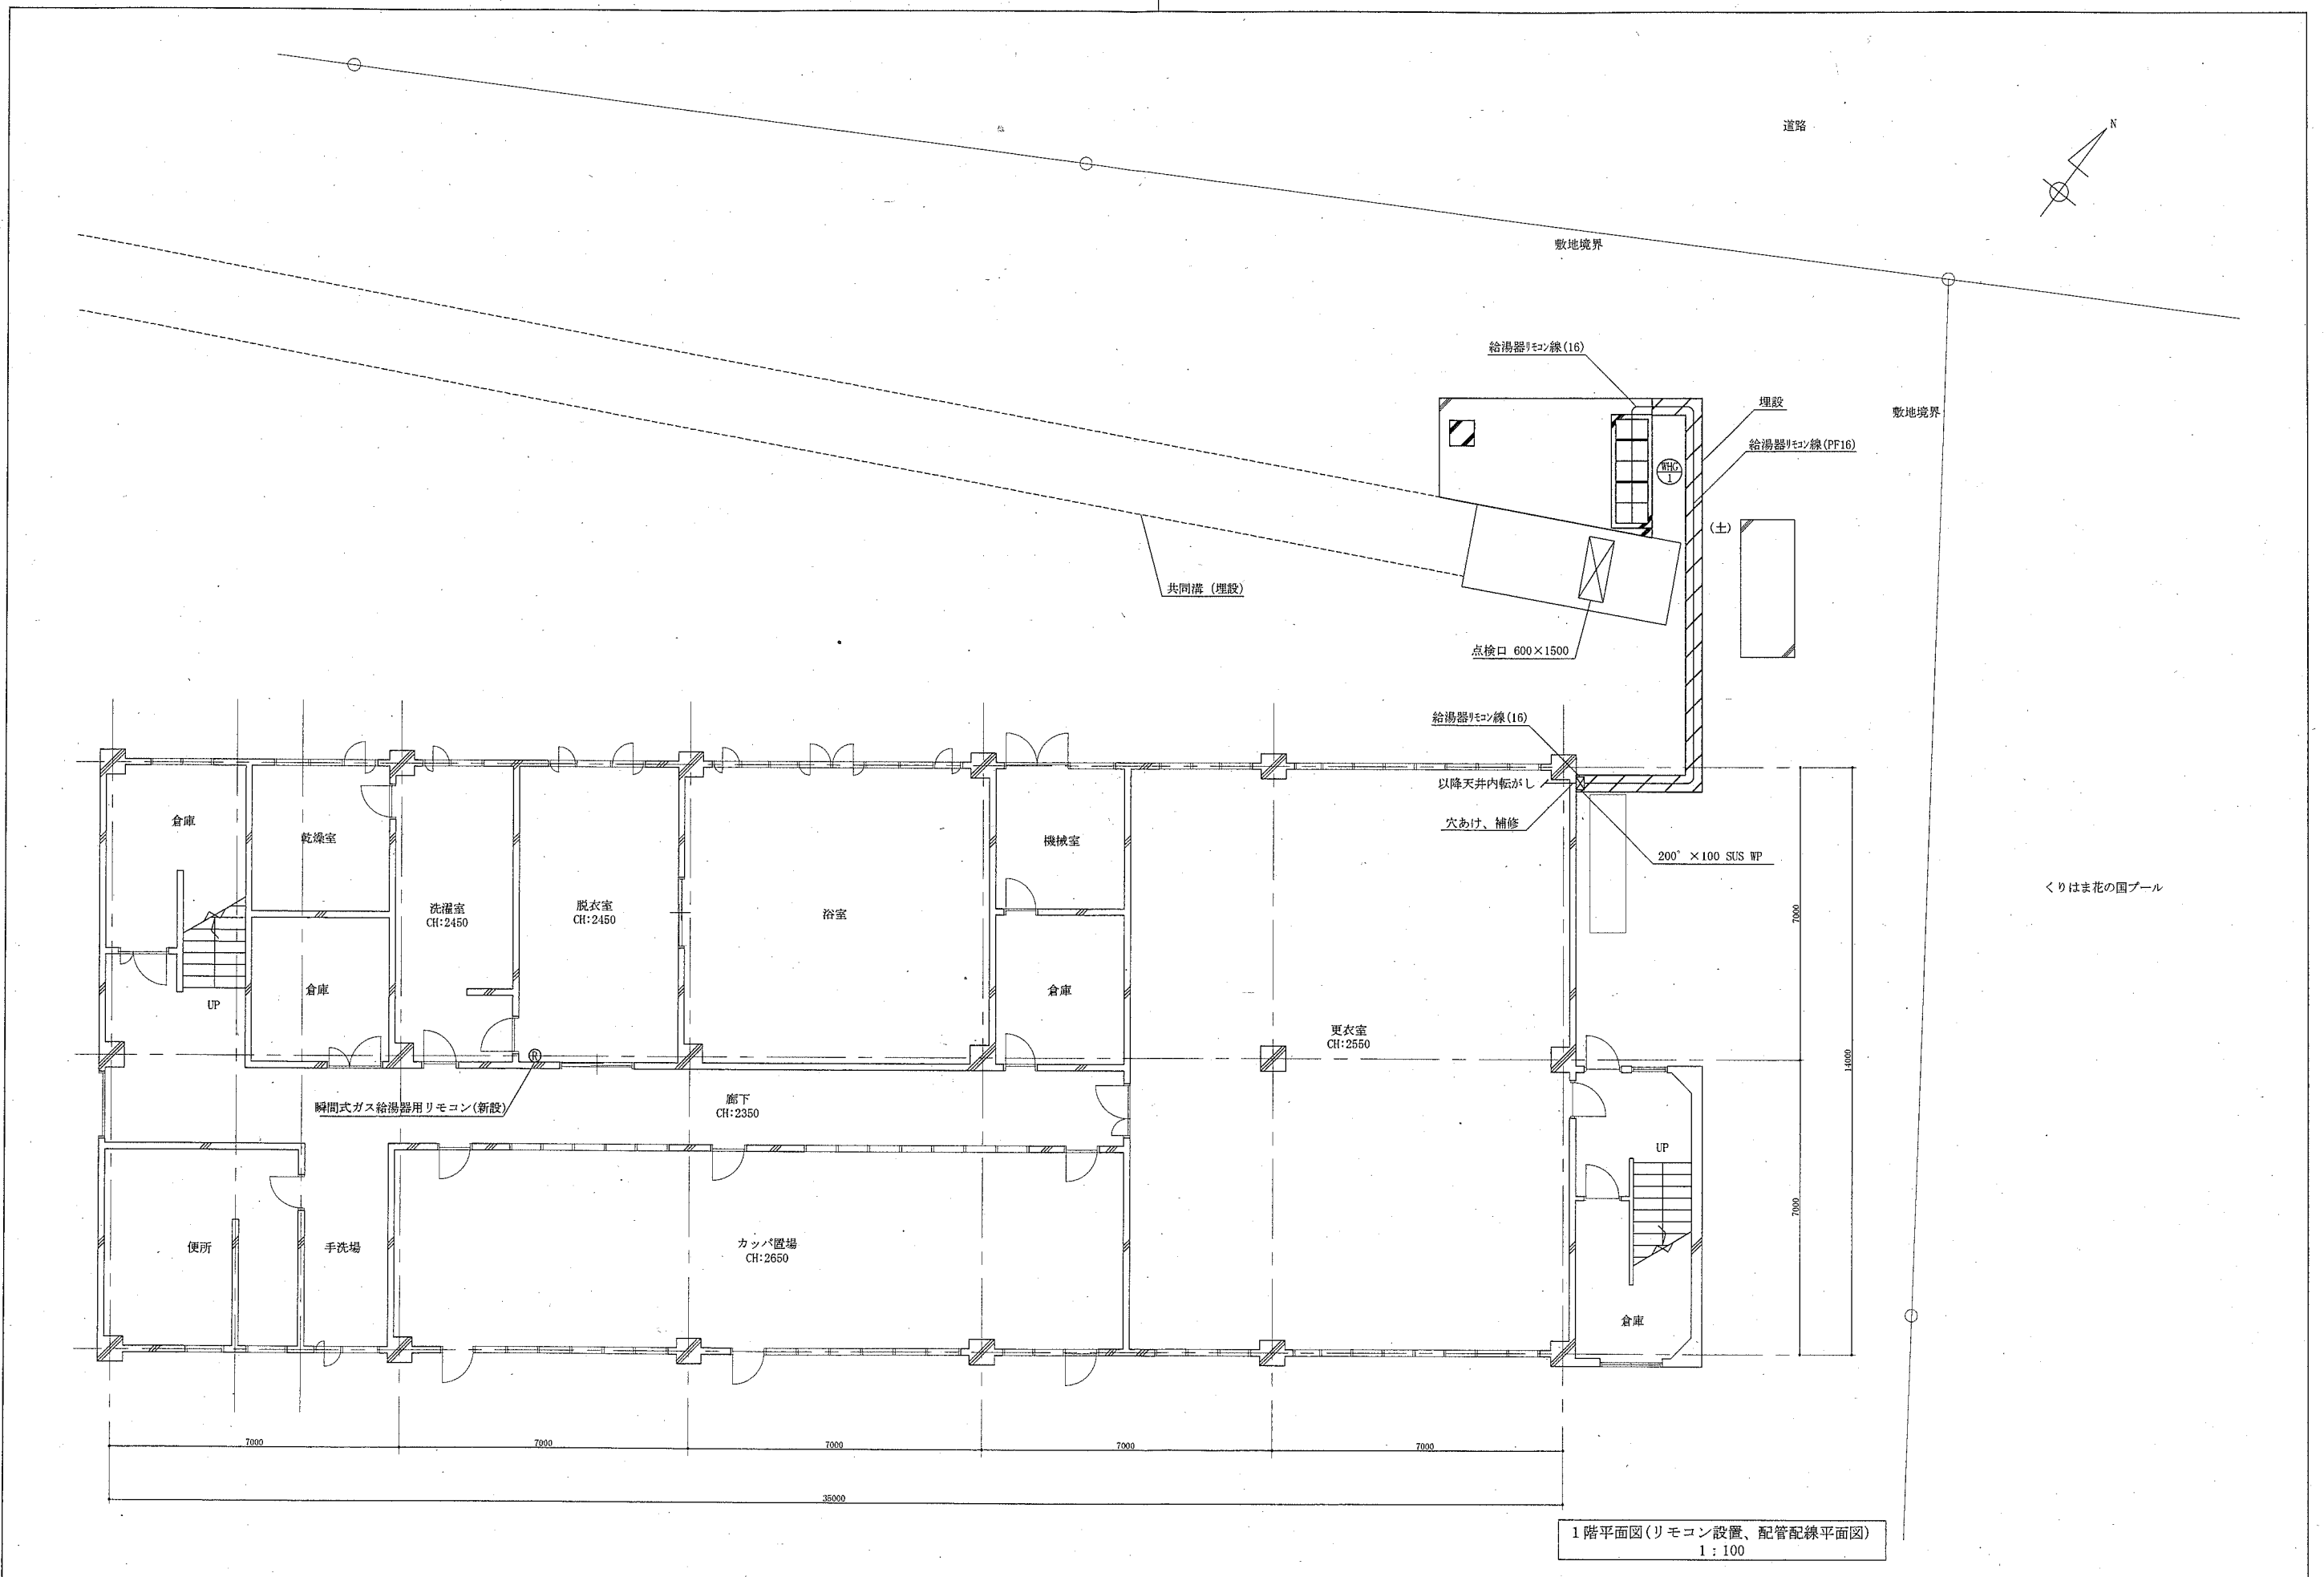 道路
N
敷地境界
給湯器ﾘﾓｺﾝ線(16)
埋設
敷地境界
給湯器ﾘﾓｺﾝ線(PF16)
WHG
1
(土)
共同溝 (埋設)
点検口 600×1500
給湯器ﾘﾓｺﾝ線(16)
以降天井内転がし
穴あけ、補修
200° ×100 SUS WP
くりはま花の国プール
倉庫
乾燥室
洗濯室
CH:2450
脱衣室
CH:2450
浴室
機械室
倉庫
倉庫
UP
更衣室
CH:2550
R
瞬間式ガス給湯器用リモコン(新設)
廊下
CH:2350
UP
便所
手洗場
カッパ置場
CH:2650
倉庫
7000
7000
14000
7000
7000
7000
7000
7000
35000
1階平面図(リモコン設置、配管配線平面図)
1:100